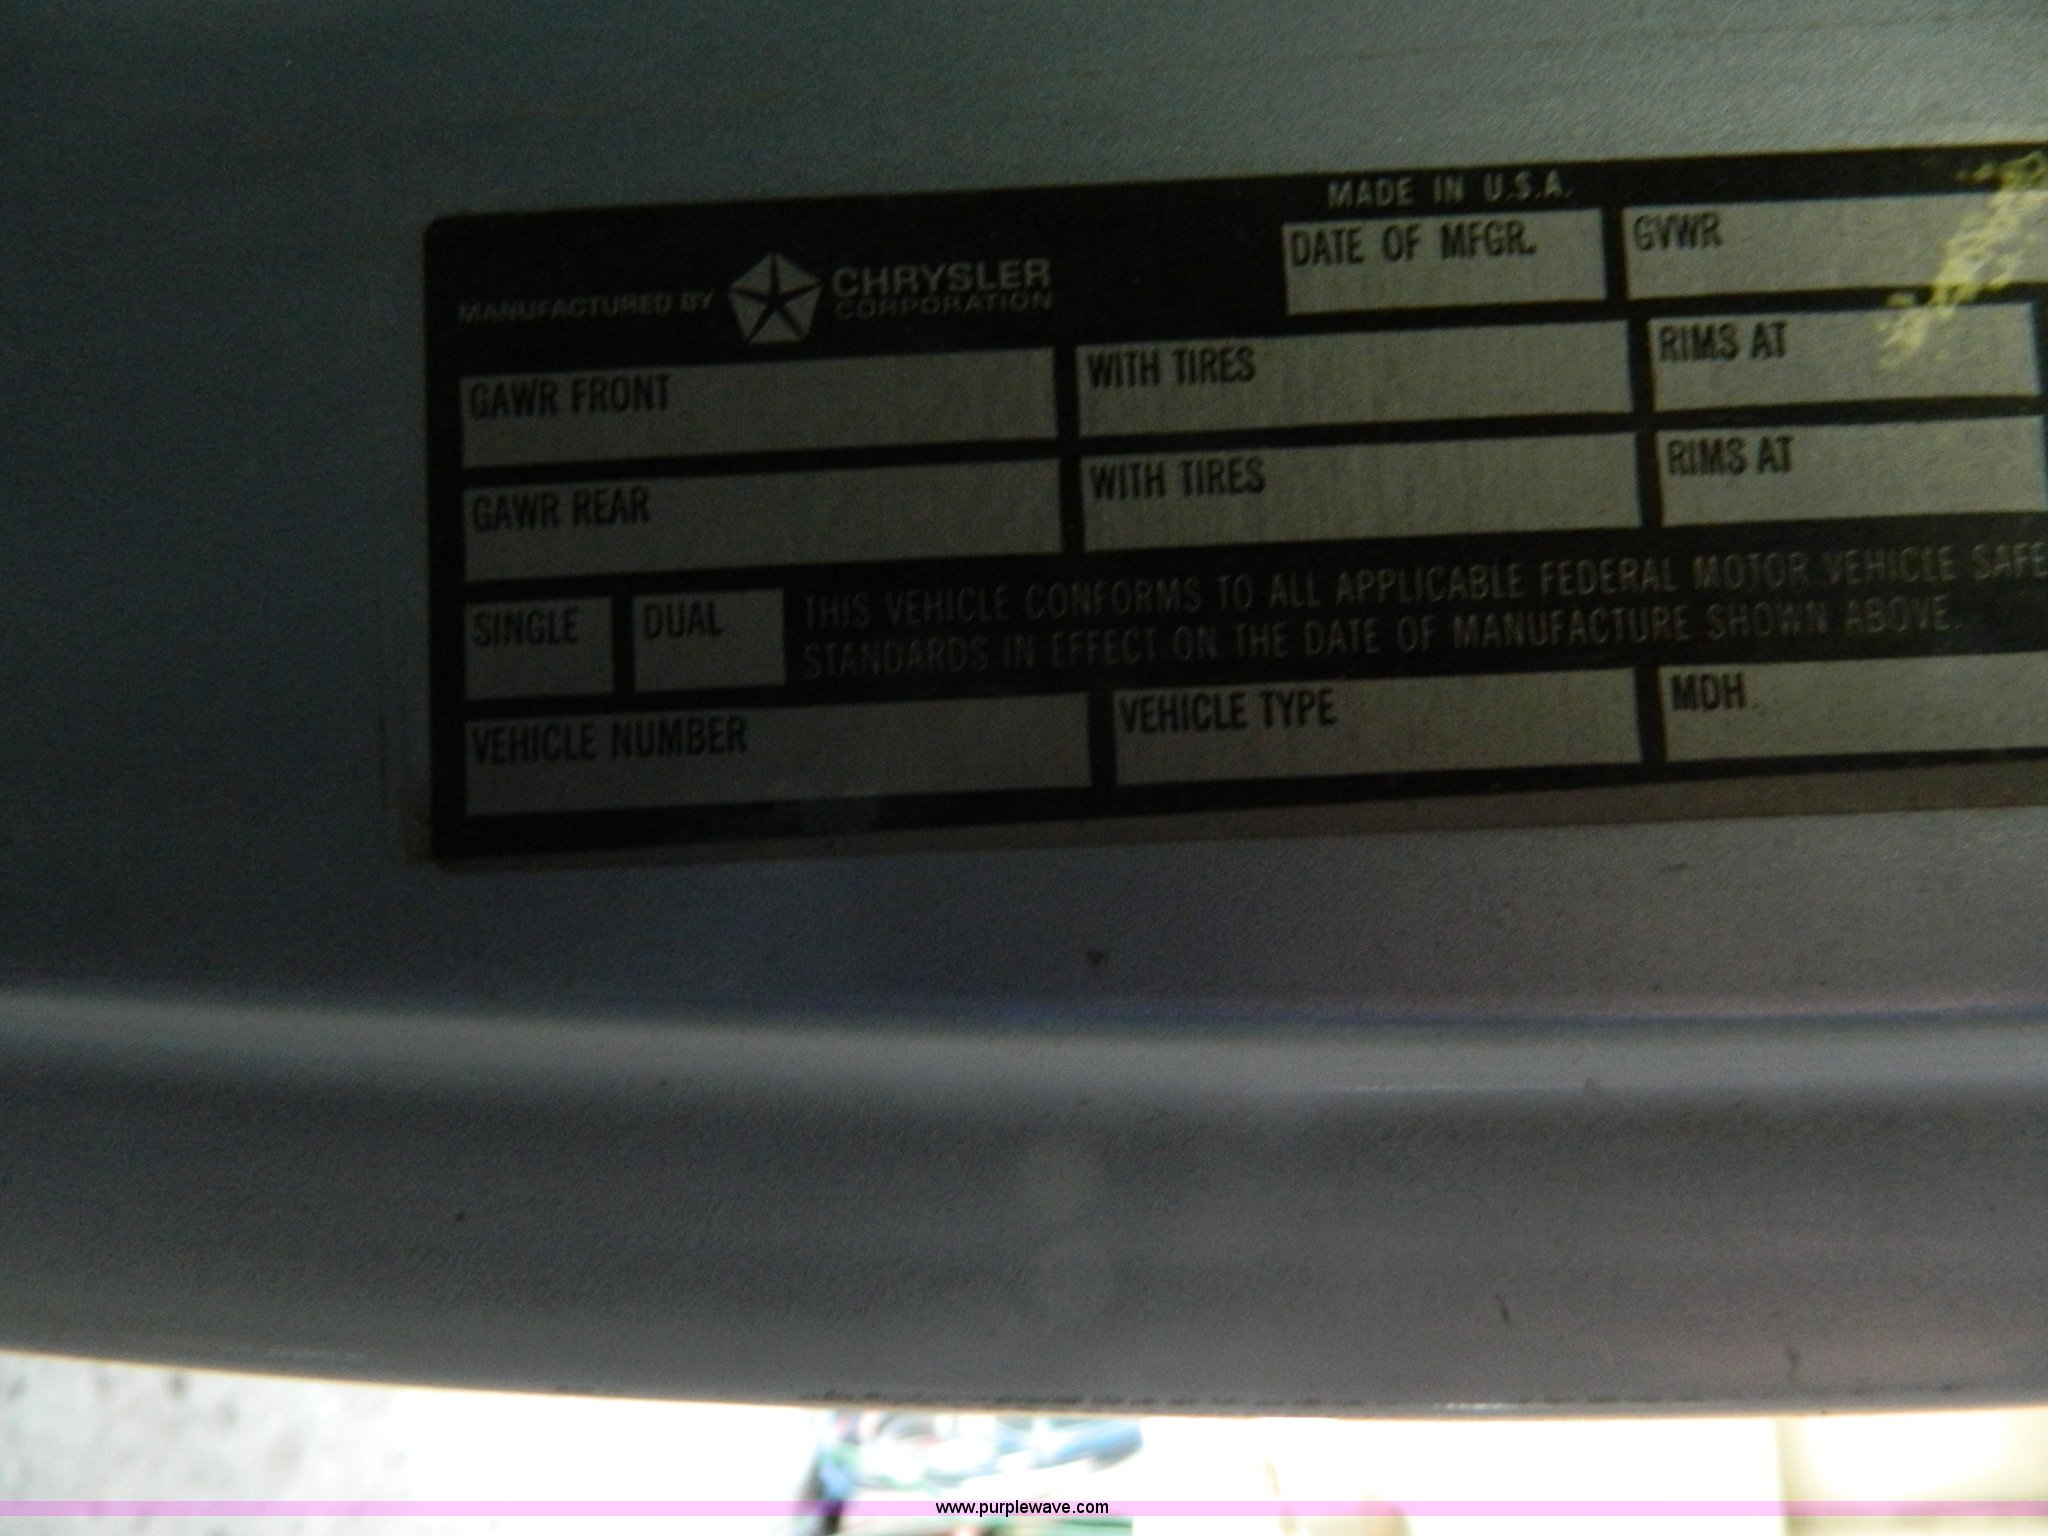 MADE IN U.S.A.
MANUFACTURED BY CHRYSLER CORPORATION
DATE OF MFGR.
GVWR
GAWR FRONT
WITH TIRES
RIMS AT
GAWR REAR
WITH TIRES
RIMS AT
SINGLE
DUAL
THIS VEHICLE CONFORMS TO ALL APPLICABLE FEDERAL MOTOR VEHICLE SAFE
STANDARDS IN EFFECT ON THE DATE OF MANUFACTURE SHOWN ABOVE.
VEHICLE NUMBER
VEHICLE TYPE
MDH
www.purplewave.com